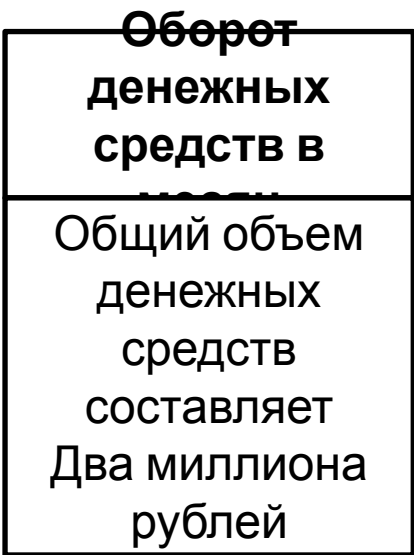 Оборот
денежных
средств в
Общий объем
денежных
средств
составляет
Два миллиона
рублей